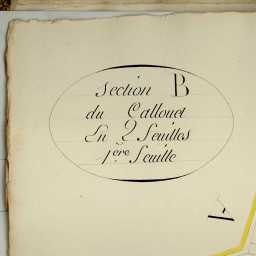 Section B
du Callouet
En 2 feuilles
1ère feuille